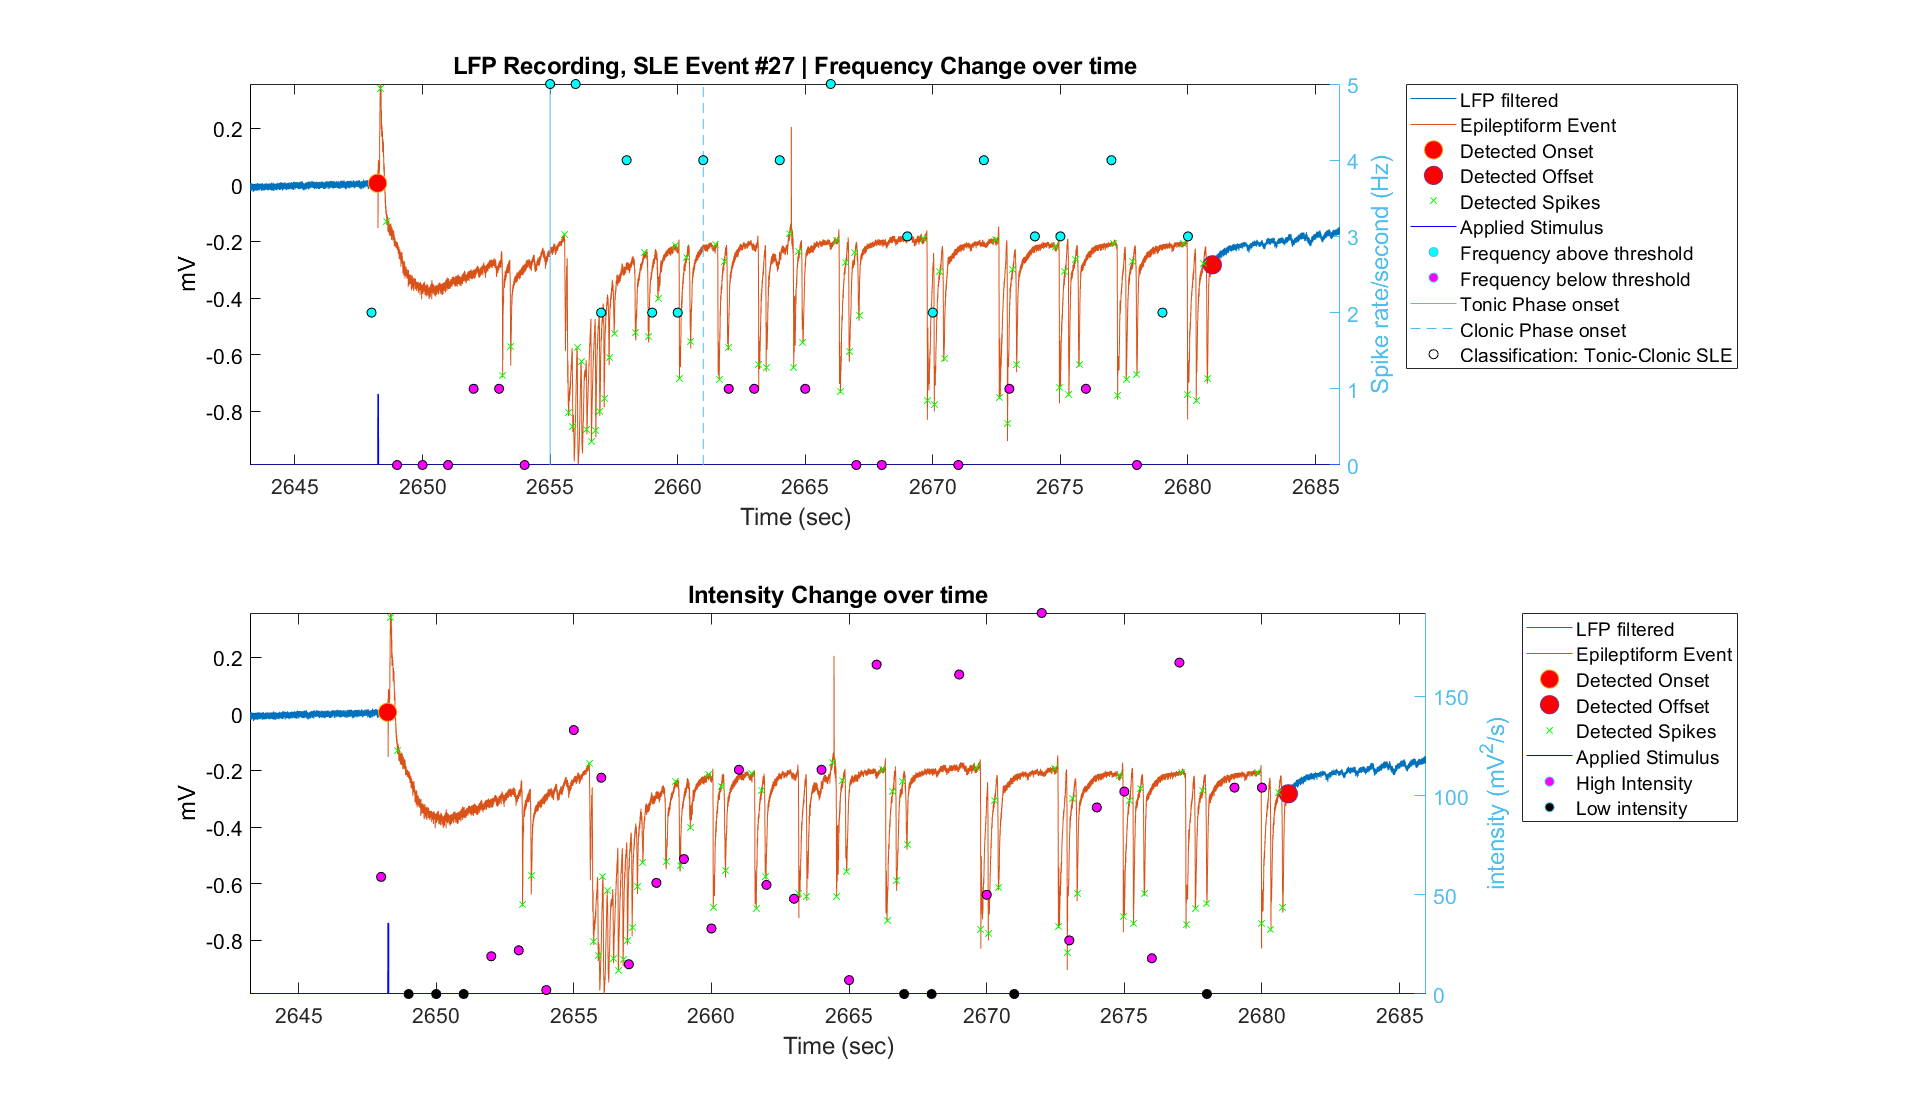 LFP Recording, SLE Event #27 | Frequency Change over time
0.2
0
-0.2
-0.4
-0.6
-0.8
mV
2645 2650 2655 2660 2665 2670 2675 2680 2685
Time (sec)
5
4
3
2
1
0
Spike rate/second (Hz)
LFP filtered
Epileptiform Event
Detected Onset
Detected Offset
Detected Spikes
Applied Stimulus
Frequency above threshold
Frequency below threshold
Tonic Phase onset
Clonic Phase onset
Classification: Tonic-Clonic SLE
Intensity Change over time
0.2
0
-0.2
-0.4
-0.6
-0.8
mV
2645 2650 2655 2660 2665 2670 2675 2680 2685
Time (sec)
150
100
50
0
intensity (mV²/s)
LFP filtered
Epileptiform Event
Detected Onset
Detected Offset
Detected Spikes
Applied Stimulus
High Intensity
Low intensity